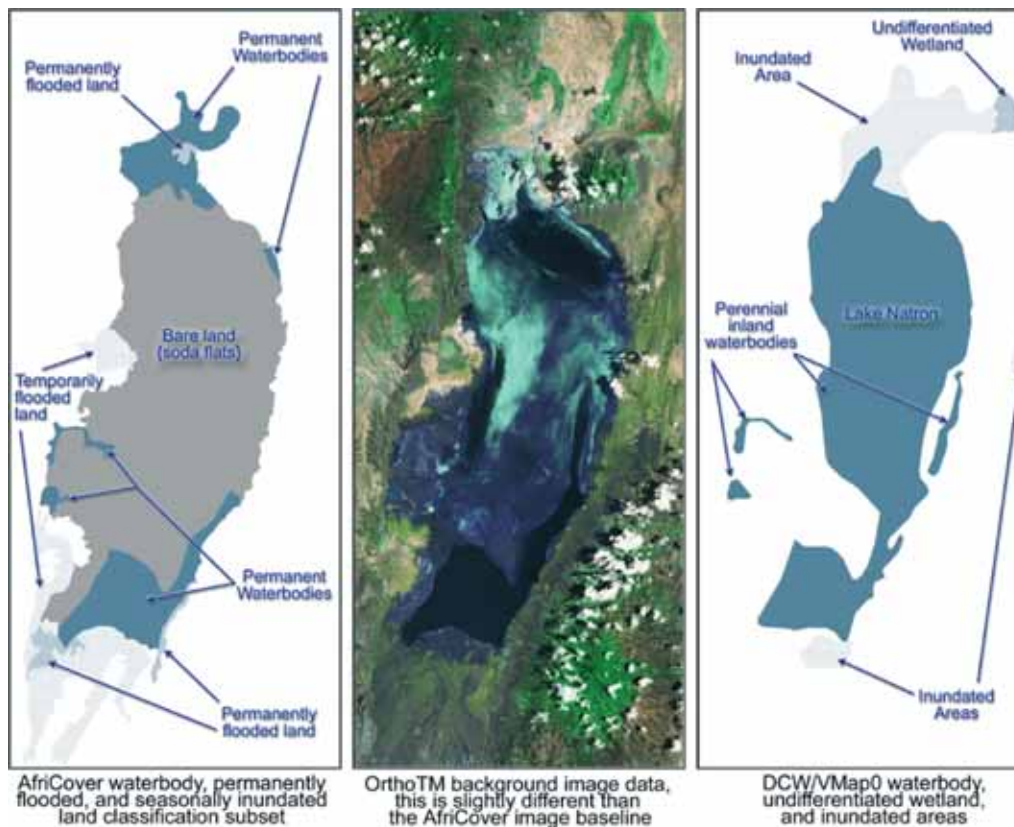 Permanent
Waterbodies
Permanently
flooded land
Bare land
(soda flats)
Temporarily
flooded
land
Permanent
Waterbodies
Permanently
flooded land
AfriCover waterbody, permanently
flooded, and seasonally inundated
land classification subset
OrthoTM background image data,
this is slightly different than
the AfriCover image baseline
Undifferentiated
Wetland
Inundated
Area
Perennial
inland
waterbodies
Lake Natron
Inundated
Areas
DCW/VMap0 waterbody,
undifferentiated wetland,
and inundated areas